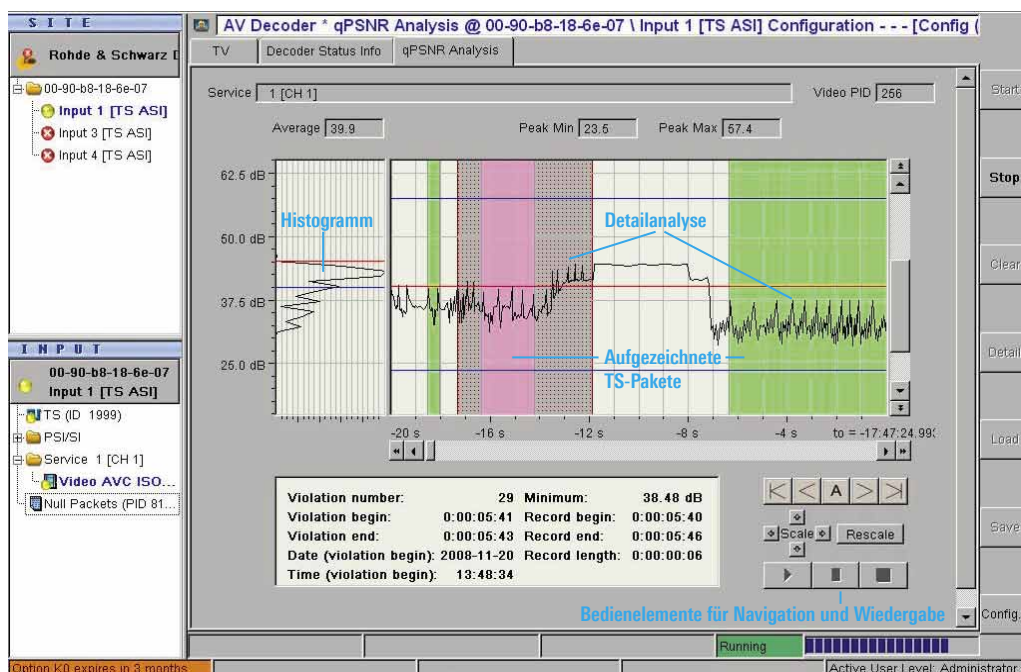 SITE
Rohde & Schwarz D
00-90-b8-18-6e-07
Input 1 [TS ASI]
Input 3 [TS ASI]
Input 4 [TS ASI]
INPUT
00-90-b8-18-6e-07
Input 1 [TS ASI]
TS (ID 1999)
PSI/SI
Service 1 [CH 1]
Video AVC ISO...
Null Packets (PID 81...
AV Decoder * qPSNR Analysis @ 00-90-b8-18-6e-07 \ Input 1 [TS ASI] Configuration - - - [Config (
TV Decoder Status Info qPSNR Analysis
Service 1 [CH 1] Video PID 256
Average 39.9 Peak Min 23.5 Peak Max 57.4
62.5 dB
50.0 dB
37.5 dB
25.0 dB
Histogramm
Detailanalyse
Aufgezeichnete
TS-Pakete
-20 s -16 s -12 s -8 s -4 s to = -17:47:24.99
Violation number: 29 Minimum: 38.48 dB
Violation begin: 0:00:05:41 Record begin: 0:00:05:40
Violation end: 0:00:05:43 Record end: 0:00:05:46
Date (violation begin): 2008-11-20 Record length: 0:00:00:06
Time (violation begin): 13:48:34
A
Scale Rescale
Bedienelemente für Navigation und Wiedergabe
Start
Stop
Clear
Detail
Load
Save
Config.
Running
Option K0 expires in 3 months
Active User Level: Administrator